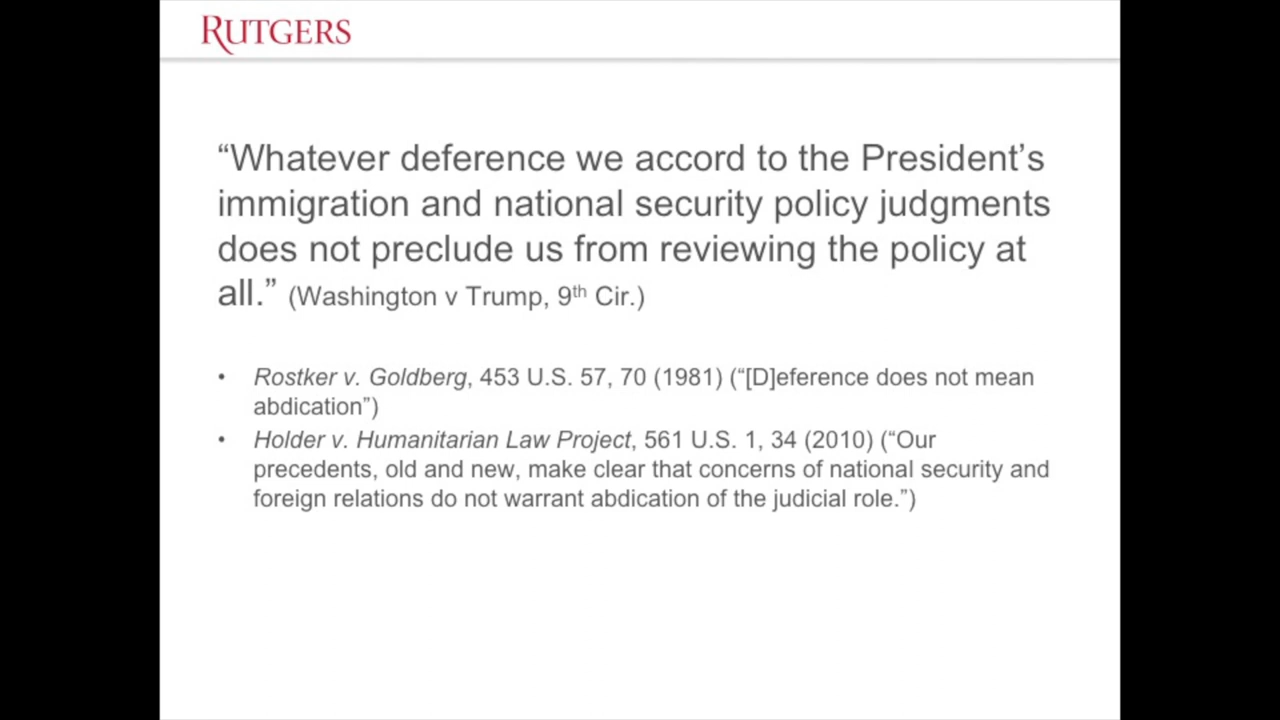 RUTGERS
“Whatever deference we accord to the President’s
immigration and national security policy judgments
does not preclude us from reviewing the policy at
all.” (Washington v Trump, 9th Cir.)
• Rostker v. Goldberg, 453 U.S. 57, 70 (1981) (“[D]eference does not mean
abdication”)
• Holder v. Humanitarian Law Project, 561 U.S. 1, 34 (2010) (“Our
precedents, old and new, make clear that concerns of national security and
foreign relations do not warrant abdication of the judicial role.”)